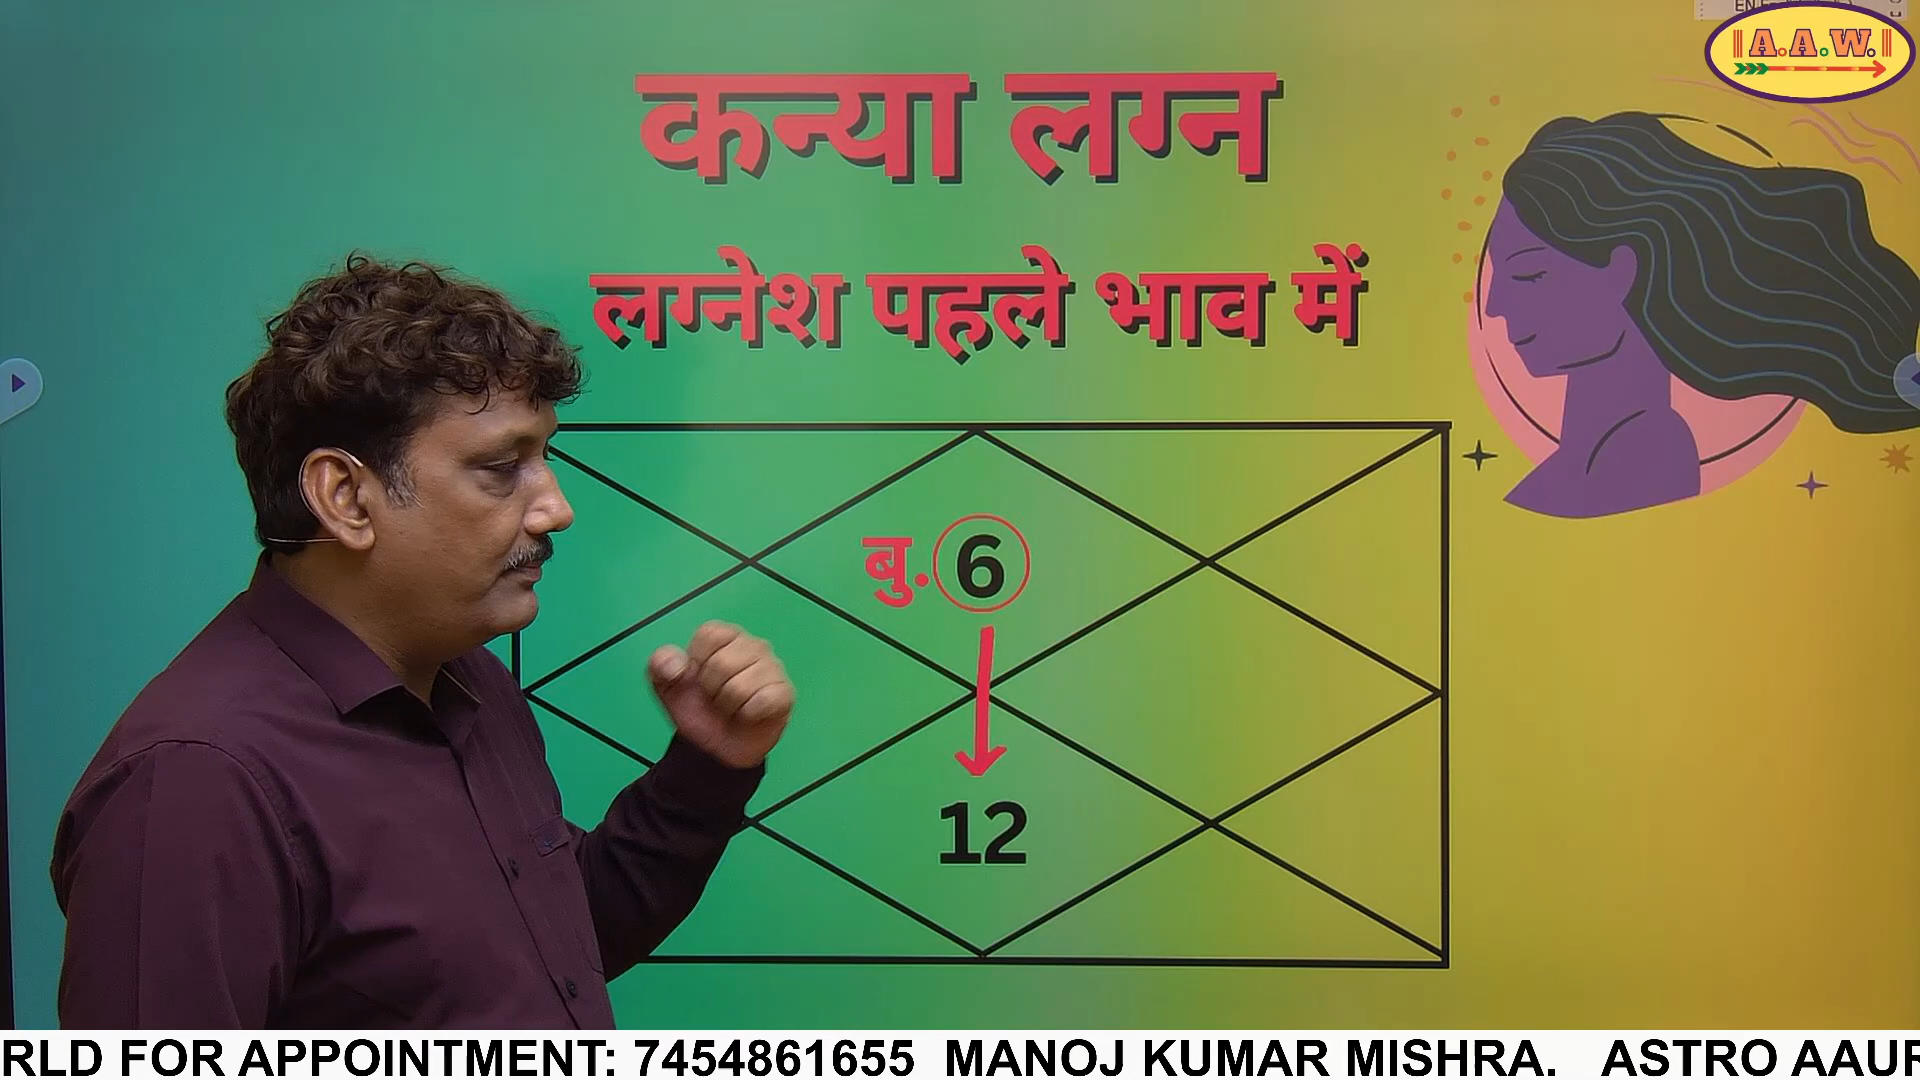 A.A.W.
कन्या लग्न
लग्नेश पहले भाव में
बु. 6
12
RLD FOR APPOINTMENT: 7454861655 MANOJ KUMAR MISHRA. ASTRO AAUR